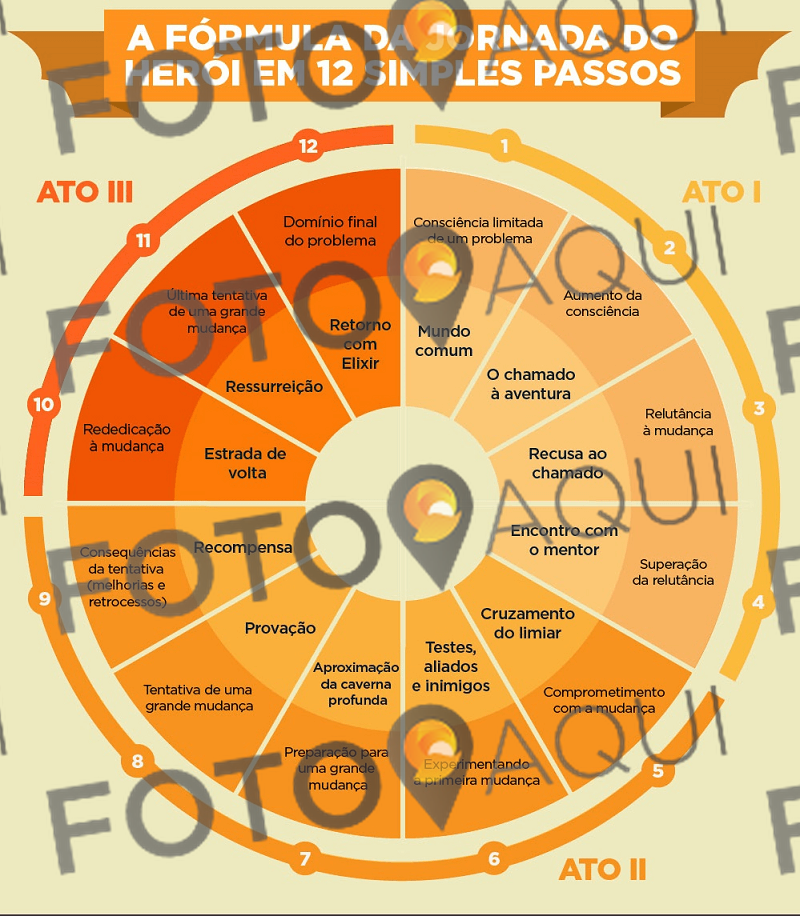 A FÓRMULA DA JORNADA DO
HERÓI EM 12 SIMPLES PASSOS
ATO I
1
Consciência limitada
de um problema
Mundo
comum
2
Aumento da
consciência
O chamado
à aventura
3
Relutância
à mudança
Recusa ao
chamado
4
Superação
da relutância
Encontro com
o mentor
ATO II
5
Comprometimento
com a mudança
Cruzamento
do limiar
6
Experimentando
a primeira mudança
Testes,
aliados
e inimigos
7
Preparação para
uma grande
mudança
Aproximação
da caverna
profunda
8
Tentativa de uma
grande mudança
Provação
9
Consequências
da tentativa
(melhorias e
retrocessos)
Recompensa
ATO III
10
Rededicação
à mudança
Estrada de
volta
11
Última tentativa
de uma grande
mudança
Ressurreição
12
Domínio final
do problema
Retorno
com
Elixir
FOTO AQUI
FOTO AQUI
FOTO AQUI
FOTO AQUI